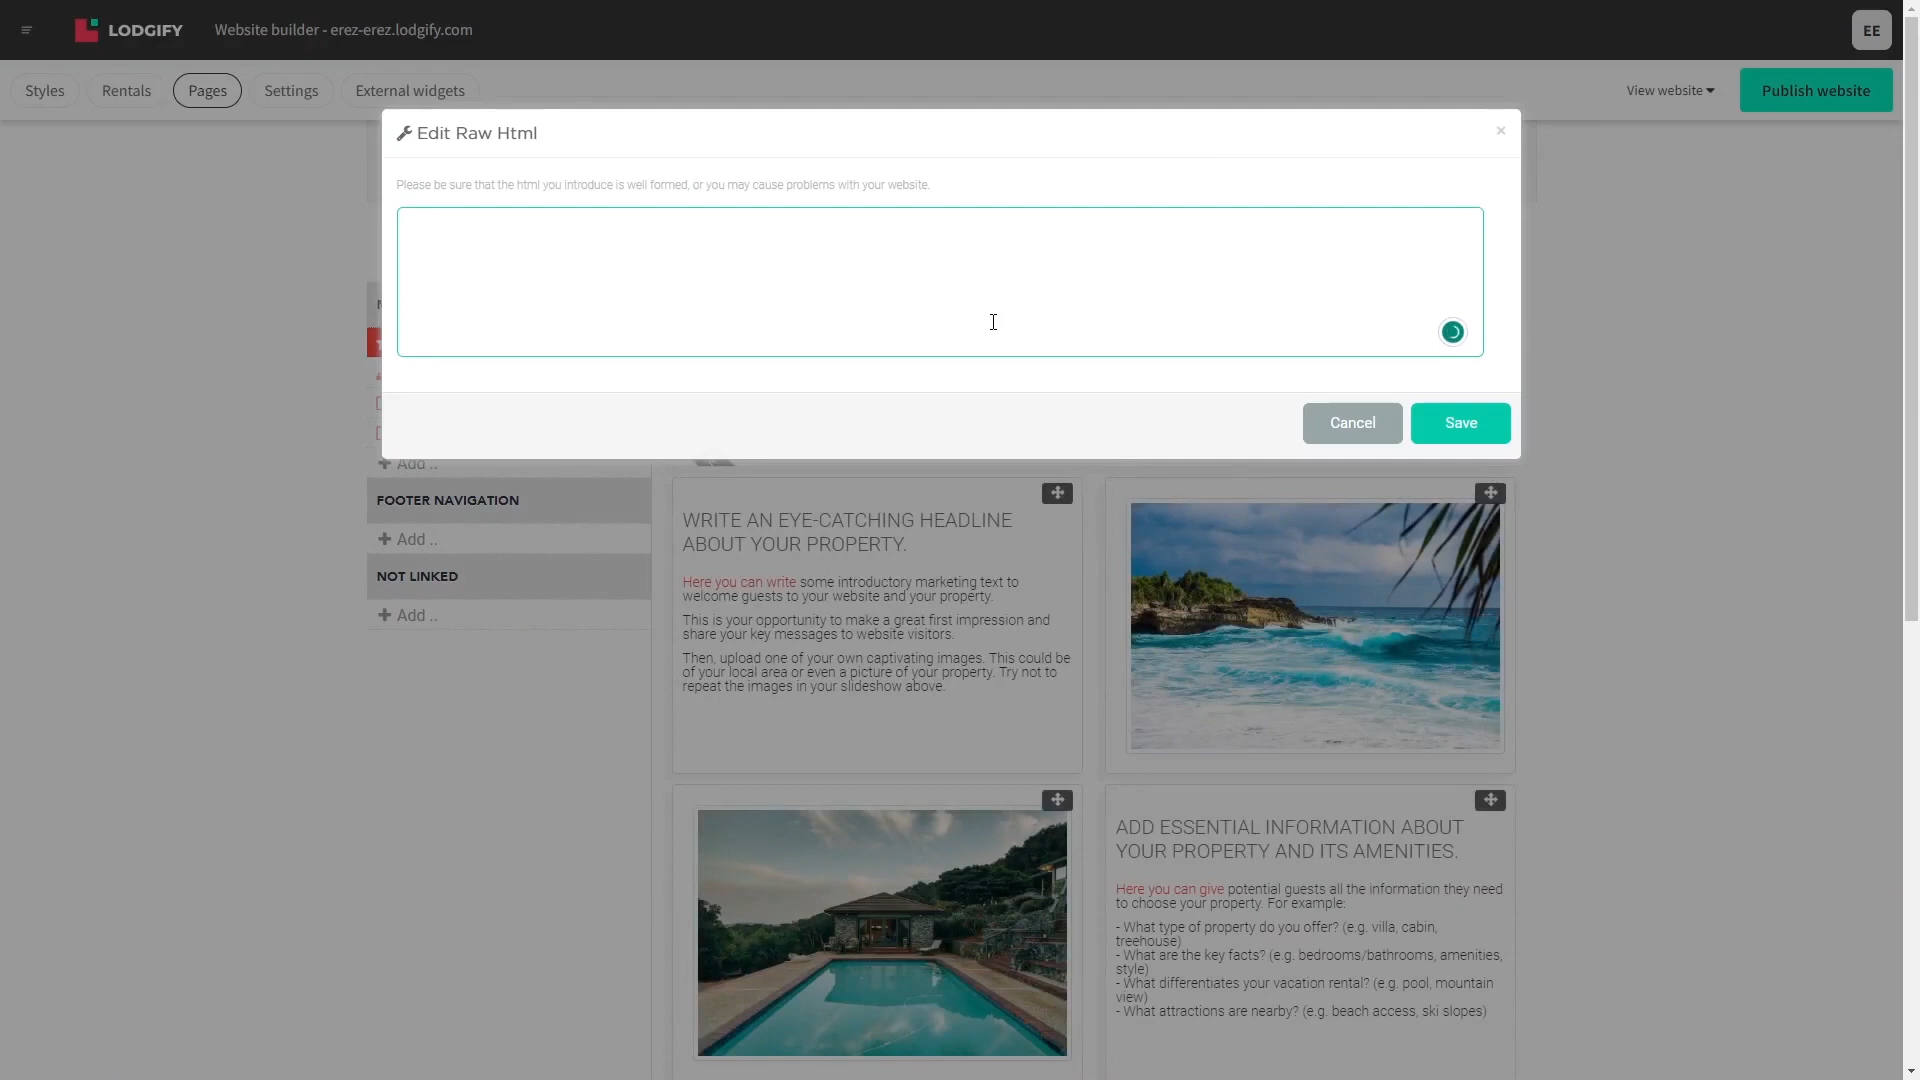 LODGIFY
Website builder - erez-erez.lodgify.com
EE
Styles
Rentals
Pages
Settings
External widgets
View website
Publish website
Edit Raw Html
×
Please be sure that the html you introduce is well formed, or you may cause problems with your website.
Cancel
Save
Add ..
FOOTER NAVIGATION
Add ..
NOT LINKED
Add ..
WRITE AN EYE-CATCHING HEADLINE
ABOUT YOUR PROPERTY.
Here you can write some introductory marketing text to
welcome guests to your website and your property.
This is your opportunity to make a great first impression and
share your key messages to website visitors.
Then, upload one of your own captivating images. This could be
of your local area or even a picture of your property. Try not to
repeat the images in your slideshow above.
ADD ESSENTIAL INFORMATION ABOUT
YOUR PROPERTY AND ITS AMENITIES.
Here you can give potential guests all the information they need
to choose your property. For example:
- What type of property do you offer? (e.g. villa, cabin,
treehouse)
- What are the key facts? (e.g. bedrooms/bathrooms, amenities,
style)
- What differentiates your vacation rental? (e.g. pool, mountain
view)
- What attractions are nearby? (e.g. beach access, ski slopes)